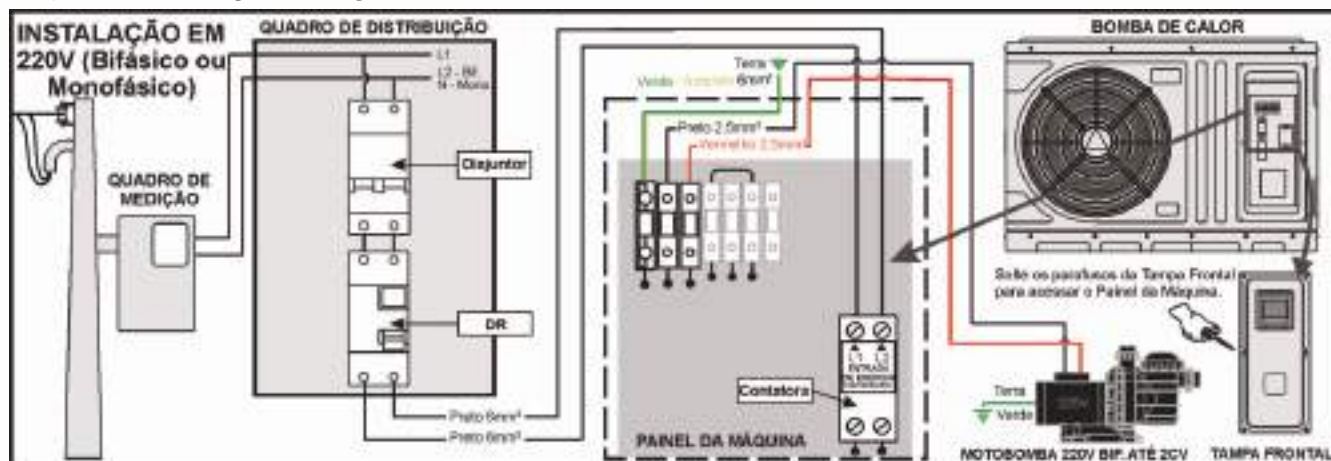 INSTALAÇÃO EM
220V (Bifásico ou
Monofásico)
QUADRO DE DISTRIBUIÇÃO
L1
L2 - Bif.
N - Mono
QUADRO DE
MEDIÇÃO
Disjuntor
DR
Preto 6mm²
Preto 6mm²
Terra
Verde / Amarelo 6mm²
Preto 2,5mm²
Vermelho 2,5mm²
L1 L2
ENTRADA
Contatora
PAINEL DA MÁQUINA
BOMBA DE CALOR
Solte os parafusos da Tampa Frontal
para acessar o Painel da Máquina.
Terra
Verde
MOTOBOMBA 220V BIF. ATÉ 2CV
TAMPA FRONTAL